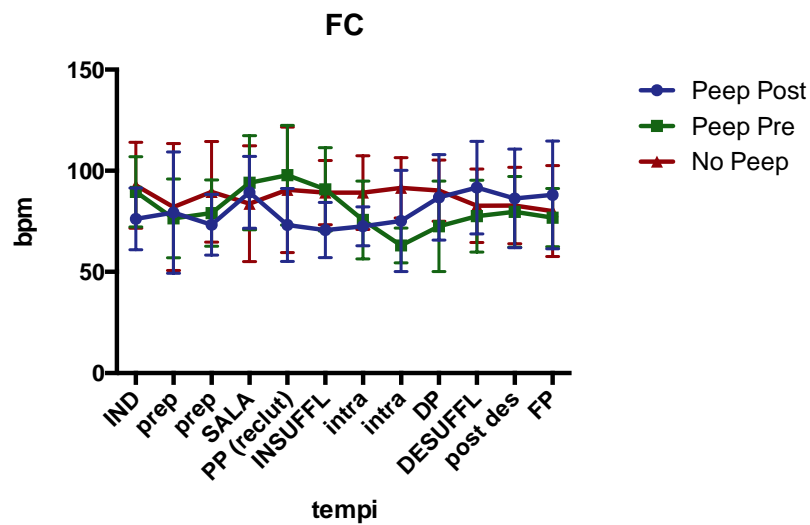 FC
150
100
50
0
bpm
IND
prep
prep
SALA
PP (reclut)
INSUFFL
intra
intra
DP
DESUFFL
post des
FP
tempi
Peep Post
Peep Pre
No Peep